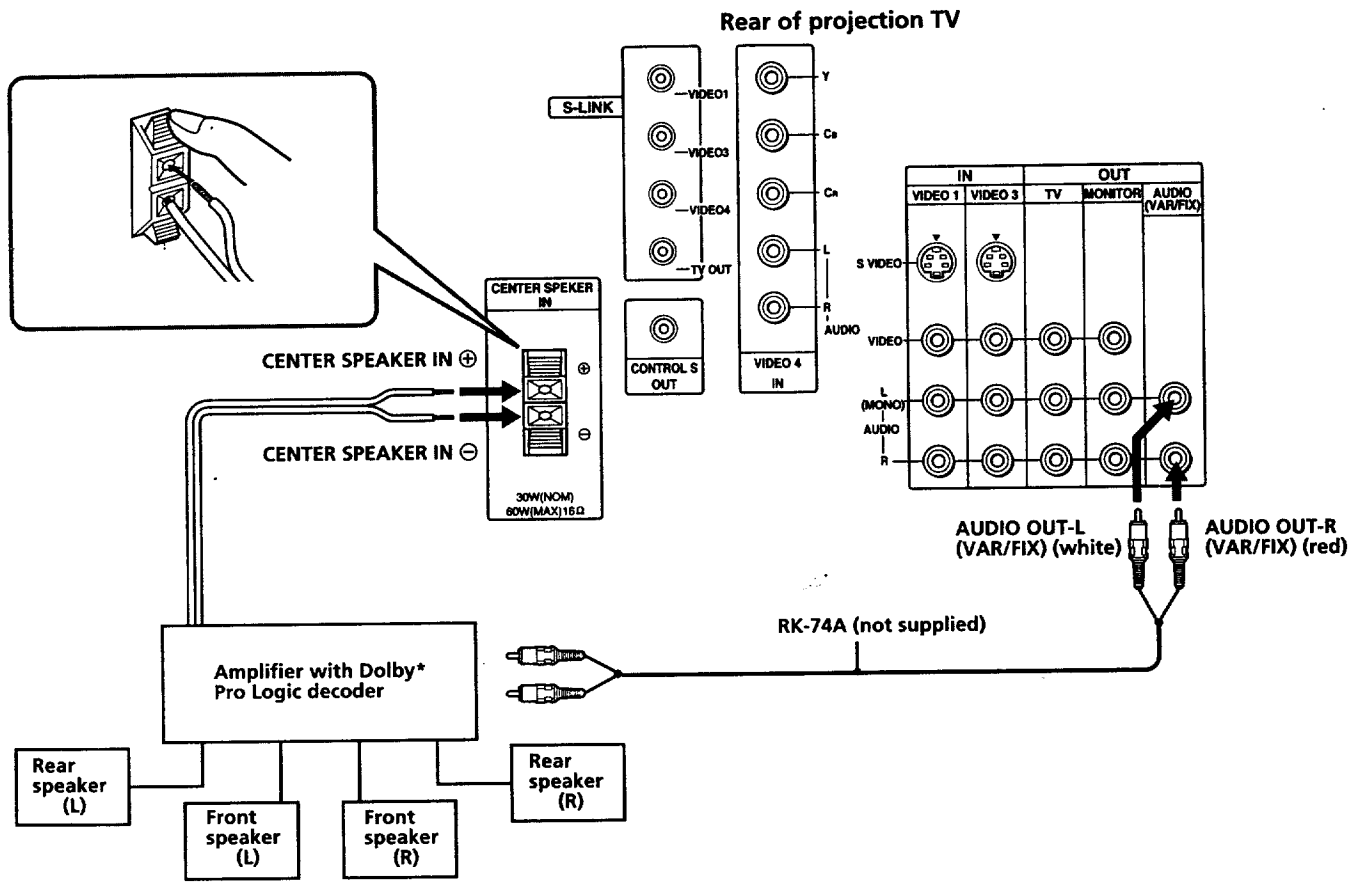 Rear of projection TV
S-LINK
VIDEO1
VIDEO3
VIDEO4
TV OUT
CONTROL S
OUT
Y
CB
CR
L
R
AUDIO
VIDEO 4
IN
IN
OUT
VIDEO 1
VIDEO 3
TV
MONITOR
AUDIO
(VAR/FIX)
S VIDEO
VIDEO
L
(MONO)
AUDIO
R
CENTER SPEKER
IN
⊕
⊖
30W(NOM)
60W(MAX)16Ω
CENTER SPEAKER IN ⊕
CENTER SPEAKER IN ⊖
AUDIO OUT-L
(VAR/FIX) (white)
AUDIO OUT-R
(VAR/FIX) (red)
RK-74A (not supplied)
Amplifier with Dolby*
Pro Logic decoder
Rear
speaker
(L)
Front
speaker
(L)
Front
speaker
(R)
Rear
speaker
(R)